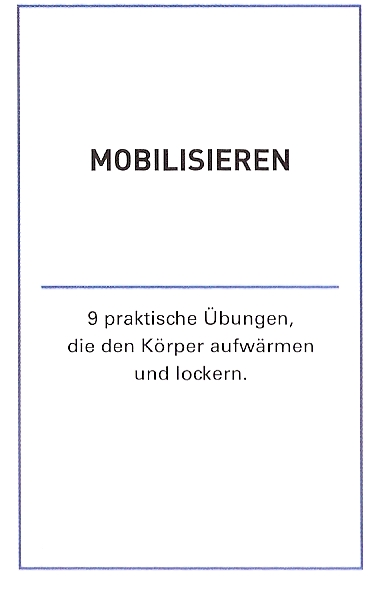 MOBILISIEREN
9 praktische Übungen,
die den Körper aufwärmen
und lockern.